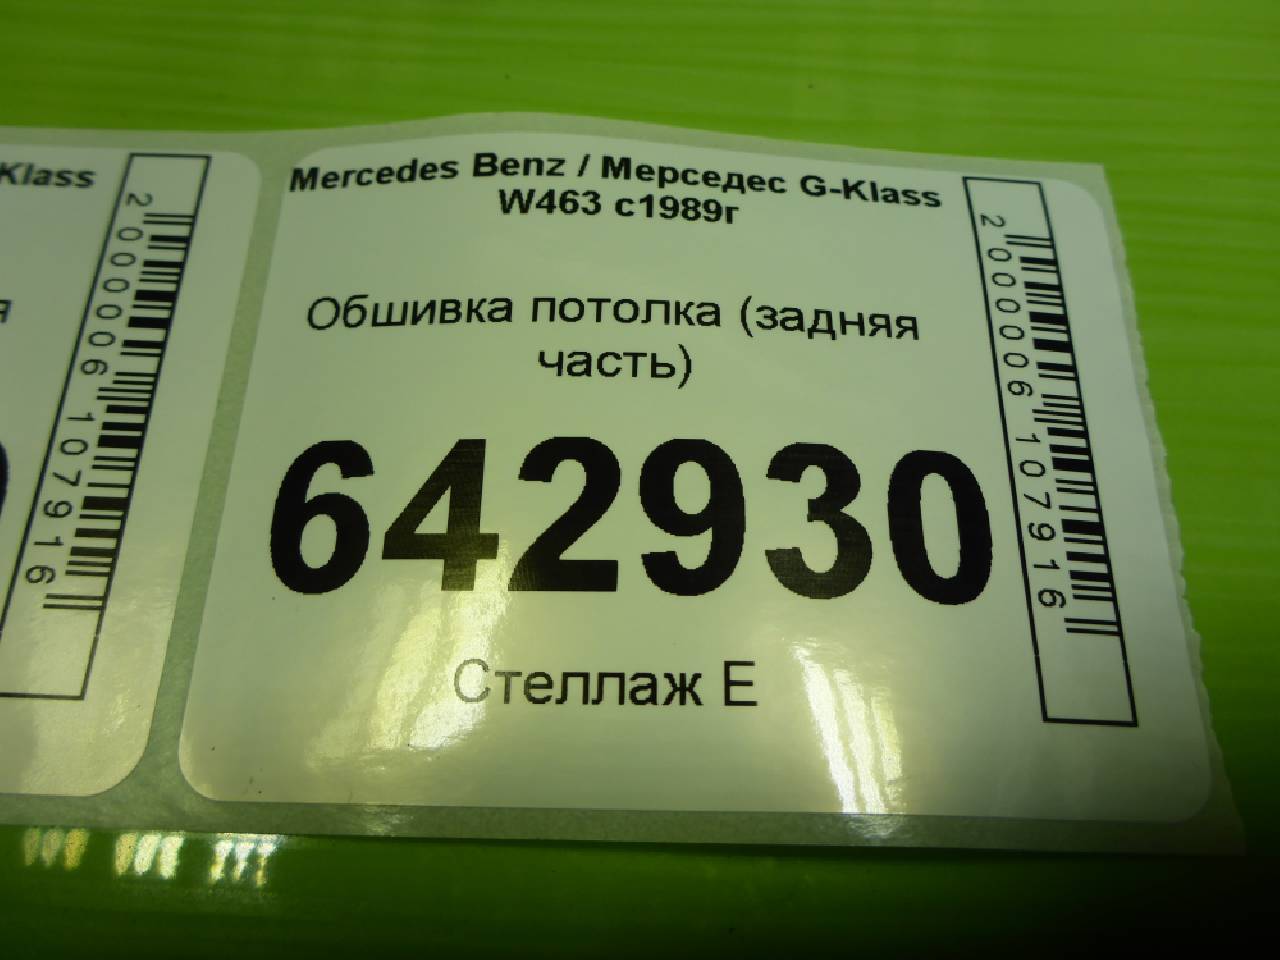 Klass
я
2000006107916
Mercedes Benz / Мерседес G-Klass
W463 с1989г
Обшивка потолка (задняя
часть)
642930
Стеллаж Е
2000006107916